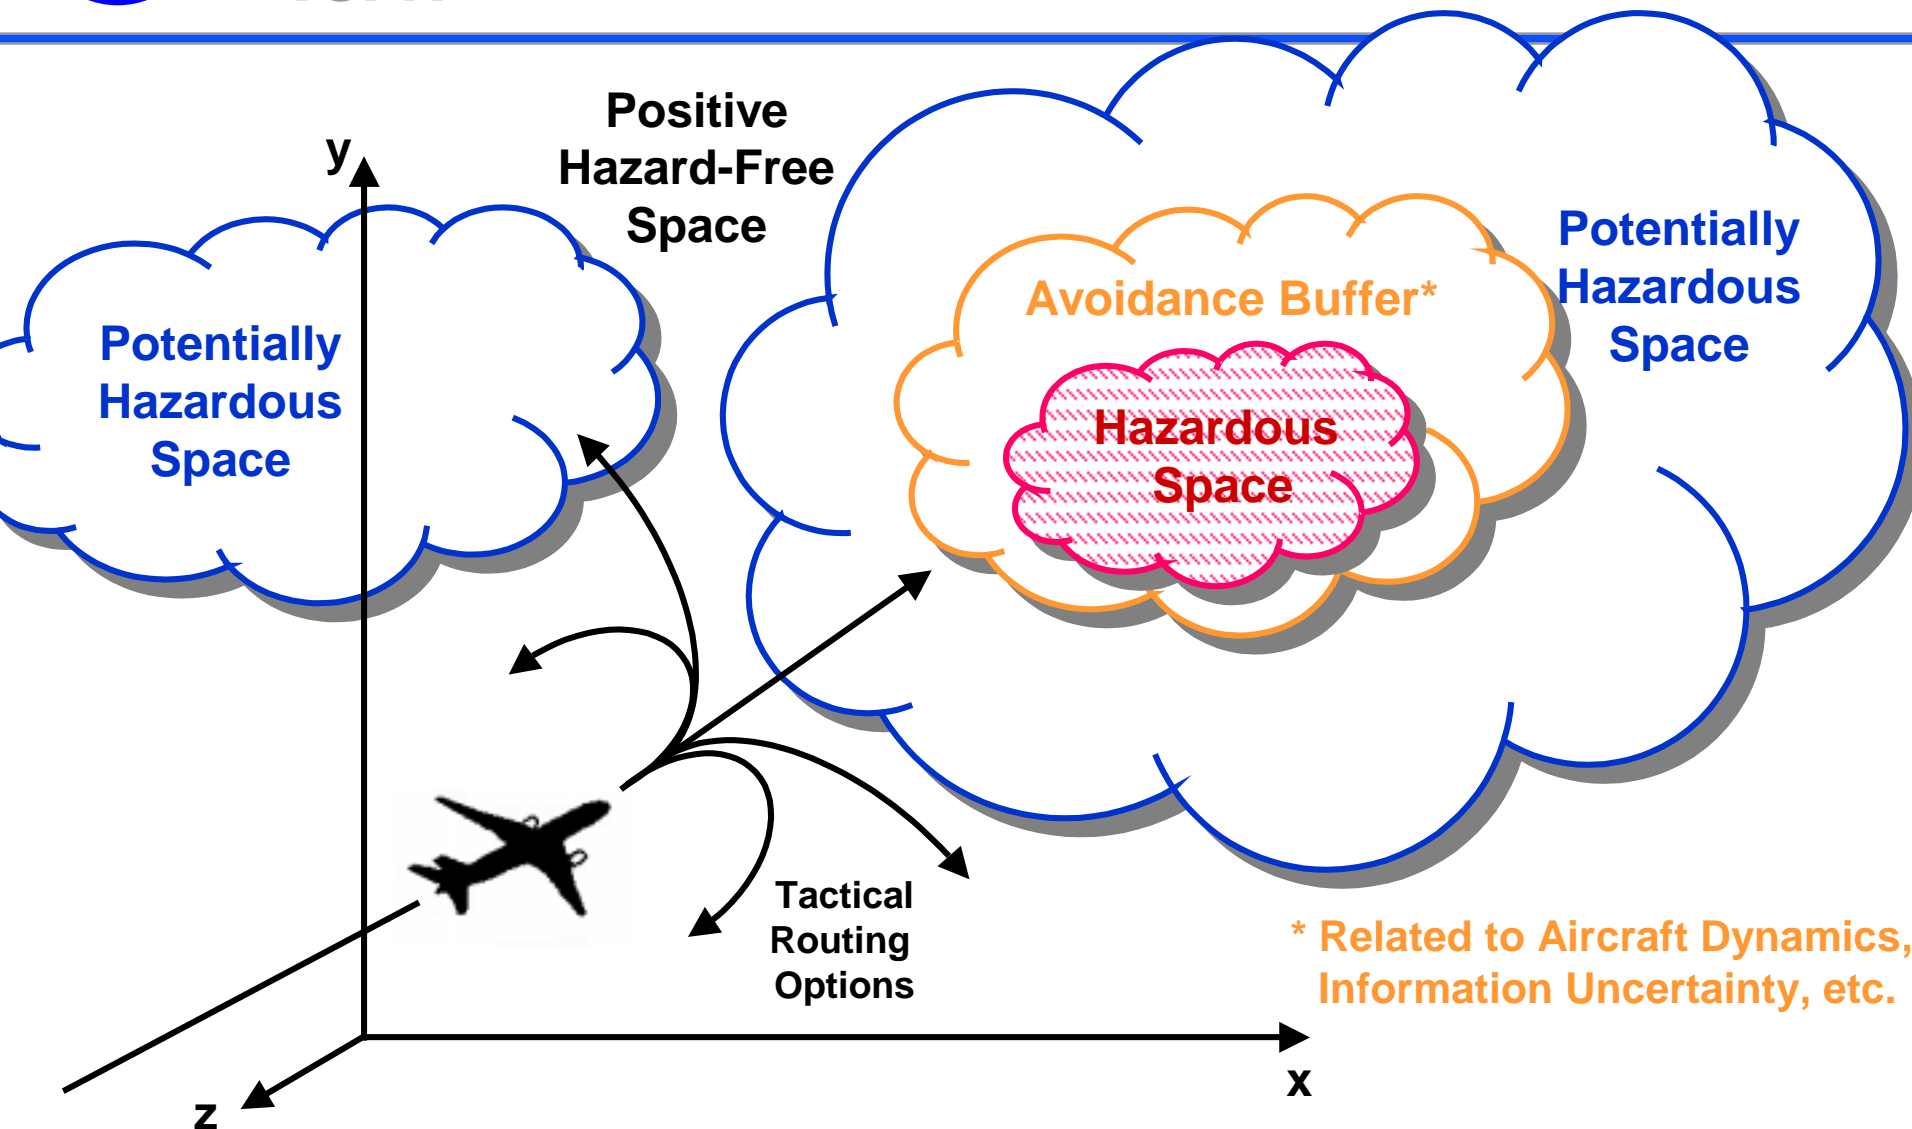 Positive
Hazard-Free
Space
y
Potentially
Hazardous
Space
Potentially
Hazardous
Space
Avoidance Buffer*
Hazardous
Space
Tactical
Routing
Options
* Related to Aircraft Dynamics,
Information Uncertainty, etc.
x
z